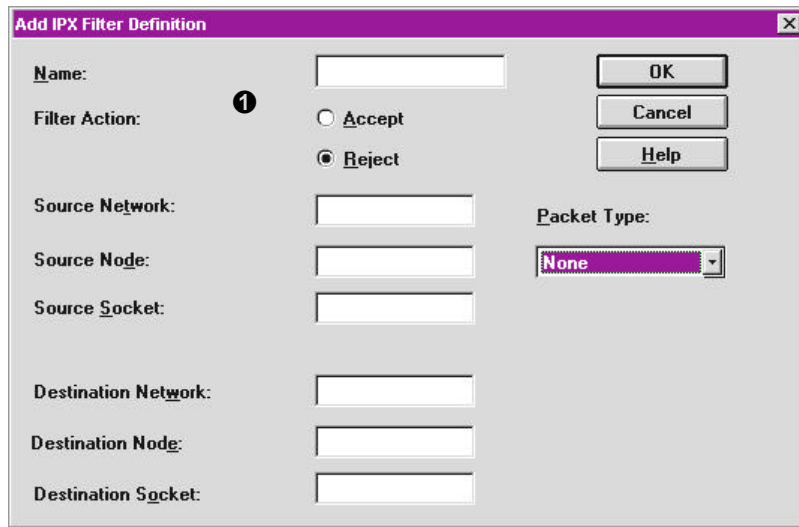 Add IPX Filter Definition
Name:
OK
❶
Filter Action:
Accept
Cancel
Reject
Help
Source Network:
Packet Type:
Source Node:
None
Source Socket:
Destination Network:
Destination Node:
Destination Socket: